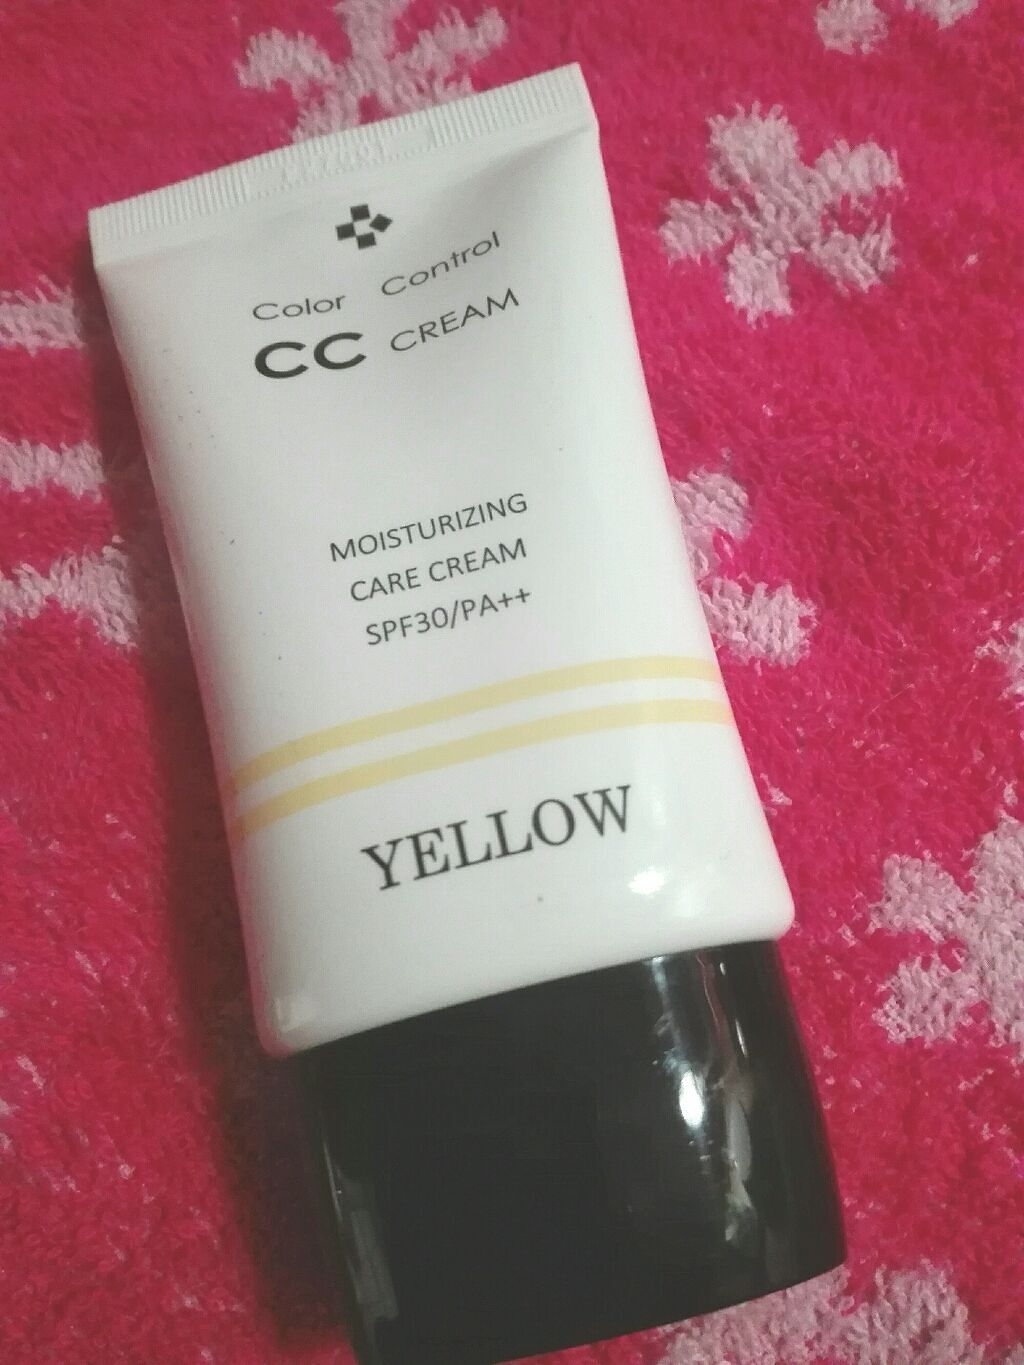 Color Control
CC CREAM
MOISTURIZING
CARE CREAM
SPF30/PA++
YELLOW